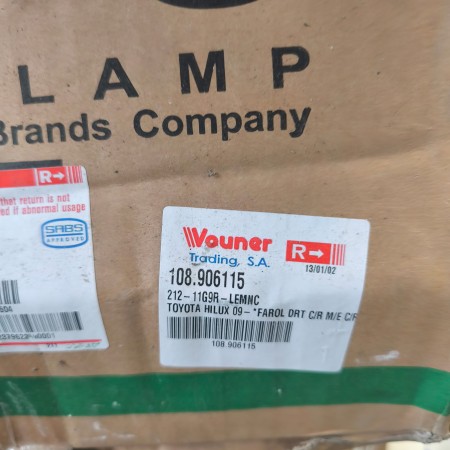 LAMP
Brands Company
R
that return is not
ed if abnormal usage
SABS
APPROVED
Vouner
Trading, S.A.
R
13/01/02
108.906115
212-11G9R-LEMNC
TOYOTA HILUX 09-*FAROL DRT C/R M/E C/R
108.906115